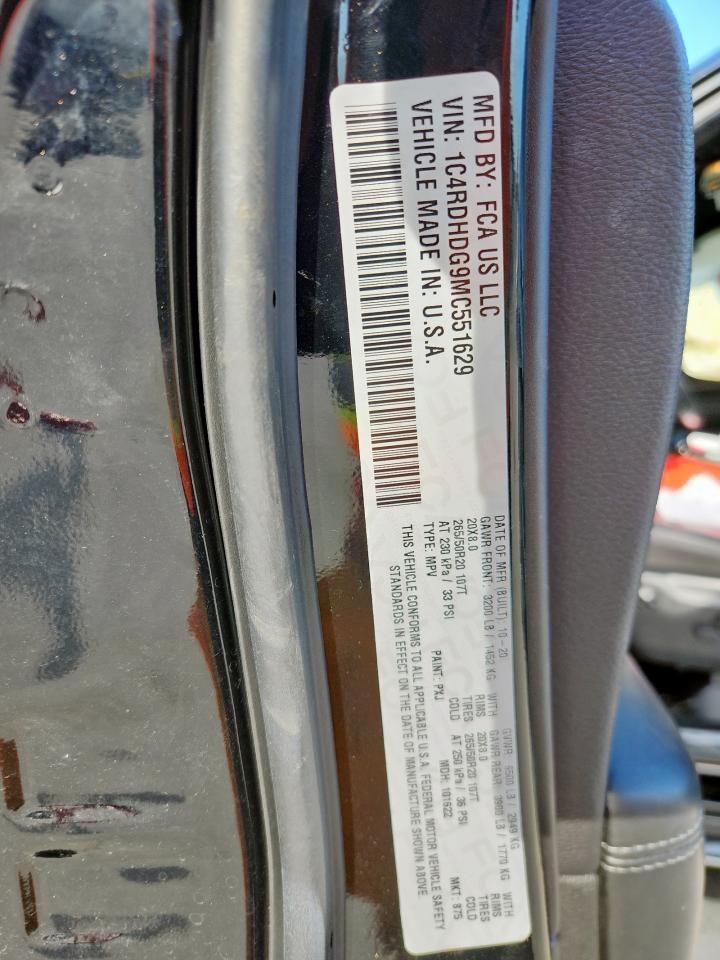 MFD BY: FCA US LLC
VIN: 1C4RDHDG9MC551629
VEHICLE MADE IN: U.S.A.
DATE OF MFR (BUILT): 10-20 GVWR: 6500 LB / 2949 KG
GAWR FRONT: 3200 LB / 1452 KG WITH GAWR REAR: 3900 LB / 1770 KG WITH
20X8.0 RIMS 20X8.0 RIMS
265/50R20 107T TIRES 265/50R20 107T TIRES
AT 230 kPa / 33 PSI COLD AT 250 kPa / 36 PSI COLD
TYPE: MPV PAINT: PXJ MDH: 101622 MKT: 875
THIS VEHICLE CONFORMS TO ALL APPLICABLE U.S.A. FEDERAL MOTOR VEHICLE SAFETY
STANDARDS IN EFFECT ON THE DATE OF MANUFACTURE SHOWN ABOVE